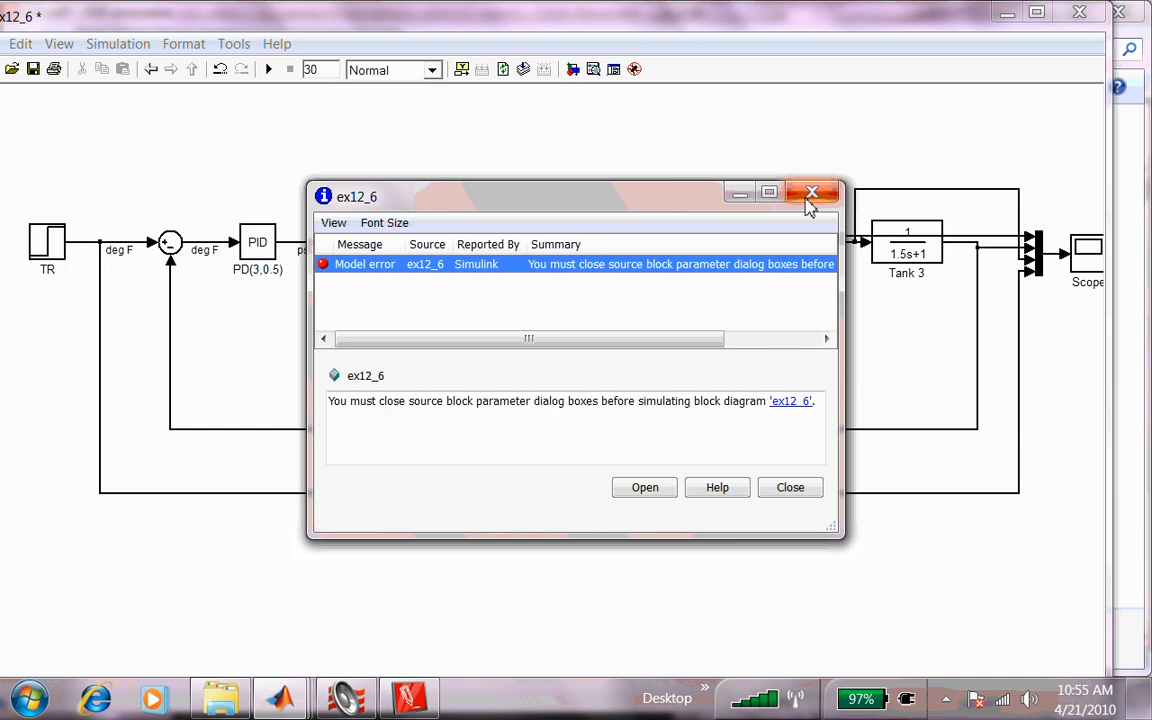 x12_6 *
Edit View Simulation Format Tools Help
30 Normal
ex12_6
View Font Size
Message Source Reported By Summary
Model error ex12_6 Simulink You must close source block parameter dialog boxes before
ex12_6
You must close source block parameter dialog boxes before simulating block diagram 'ex12_6'.
Open Help Close
TR
deg F
deg F
PID
PD(3,0.5)
1
1.5s+1
Tank 3
Scope
Desktop »
97%
10:55 AM
4/21/2010